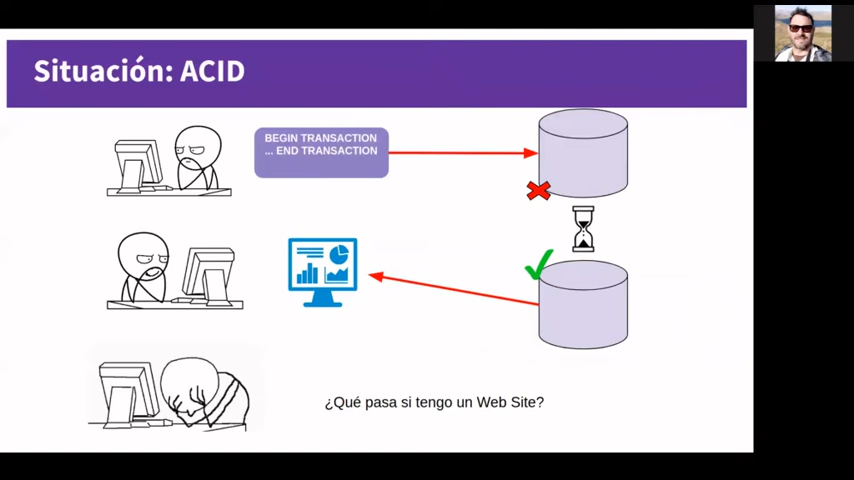 Situación: ACID
BEGIN TRANSACTION
... END TRANSACTION
¿Qué pasa si tengo un Web Site?